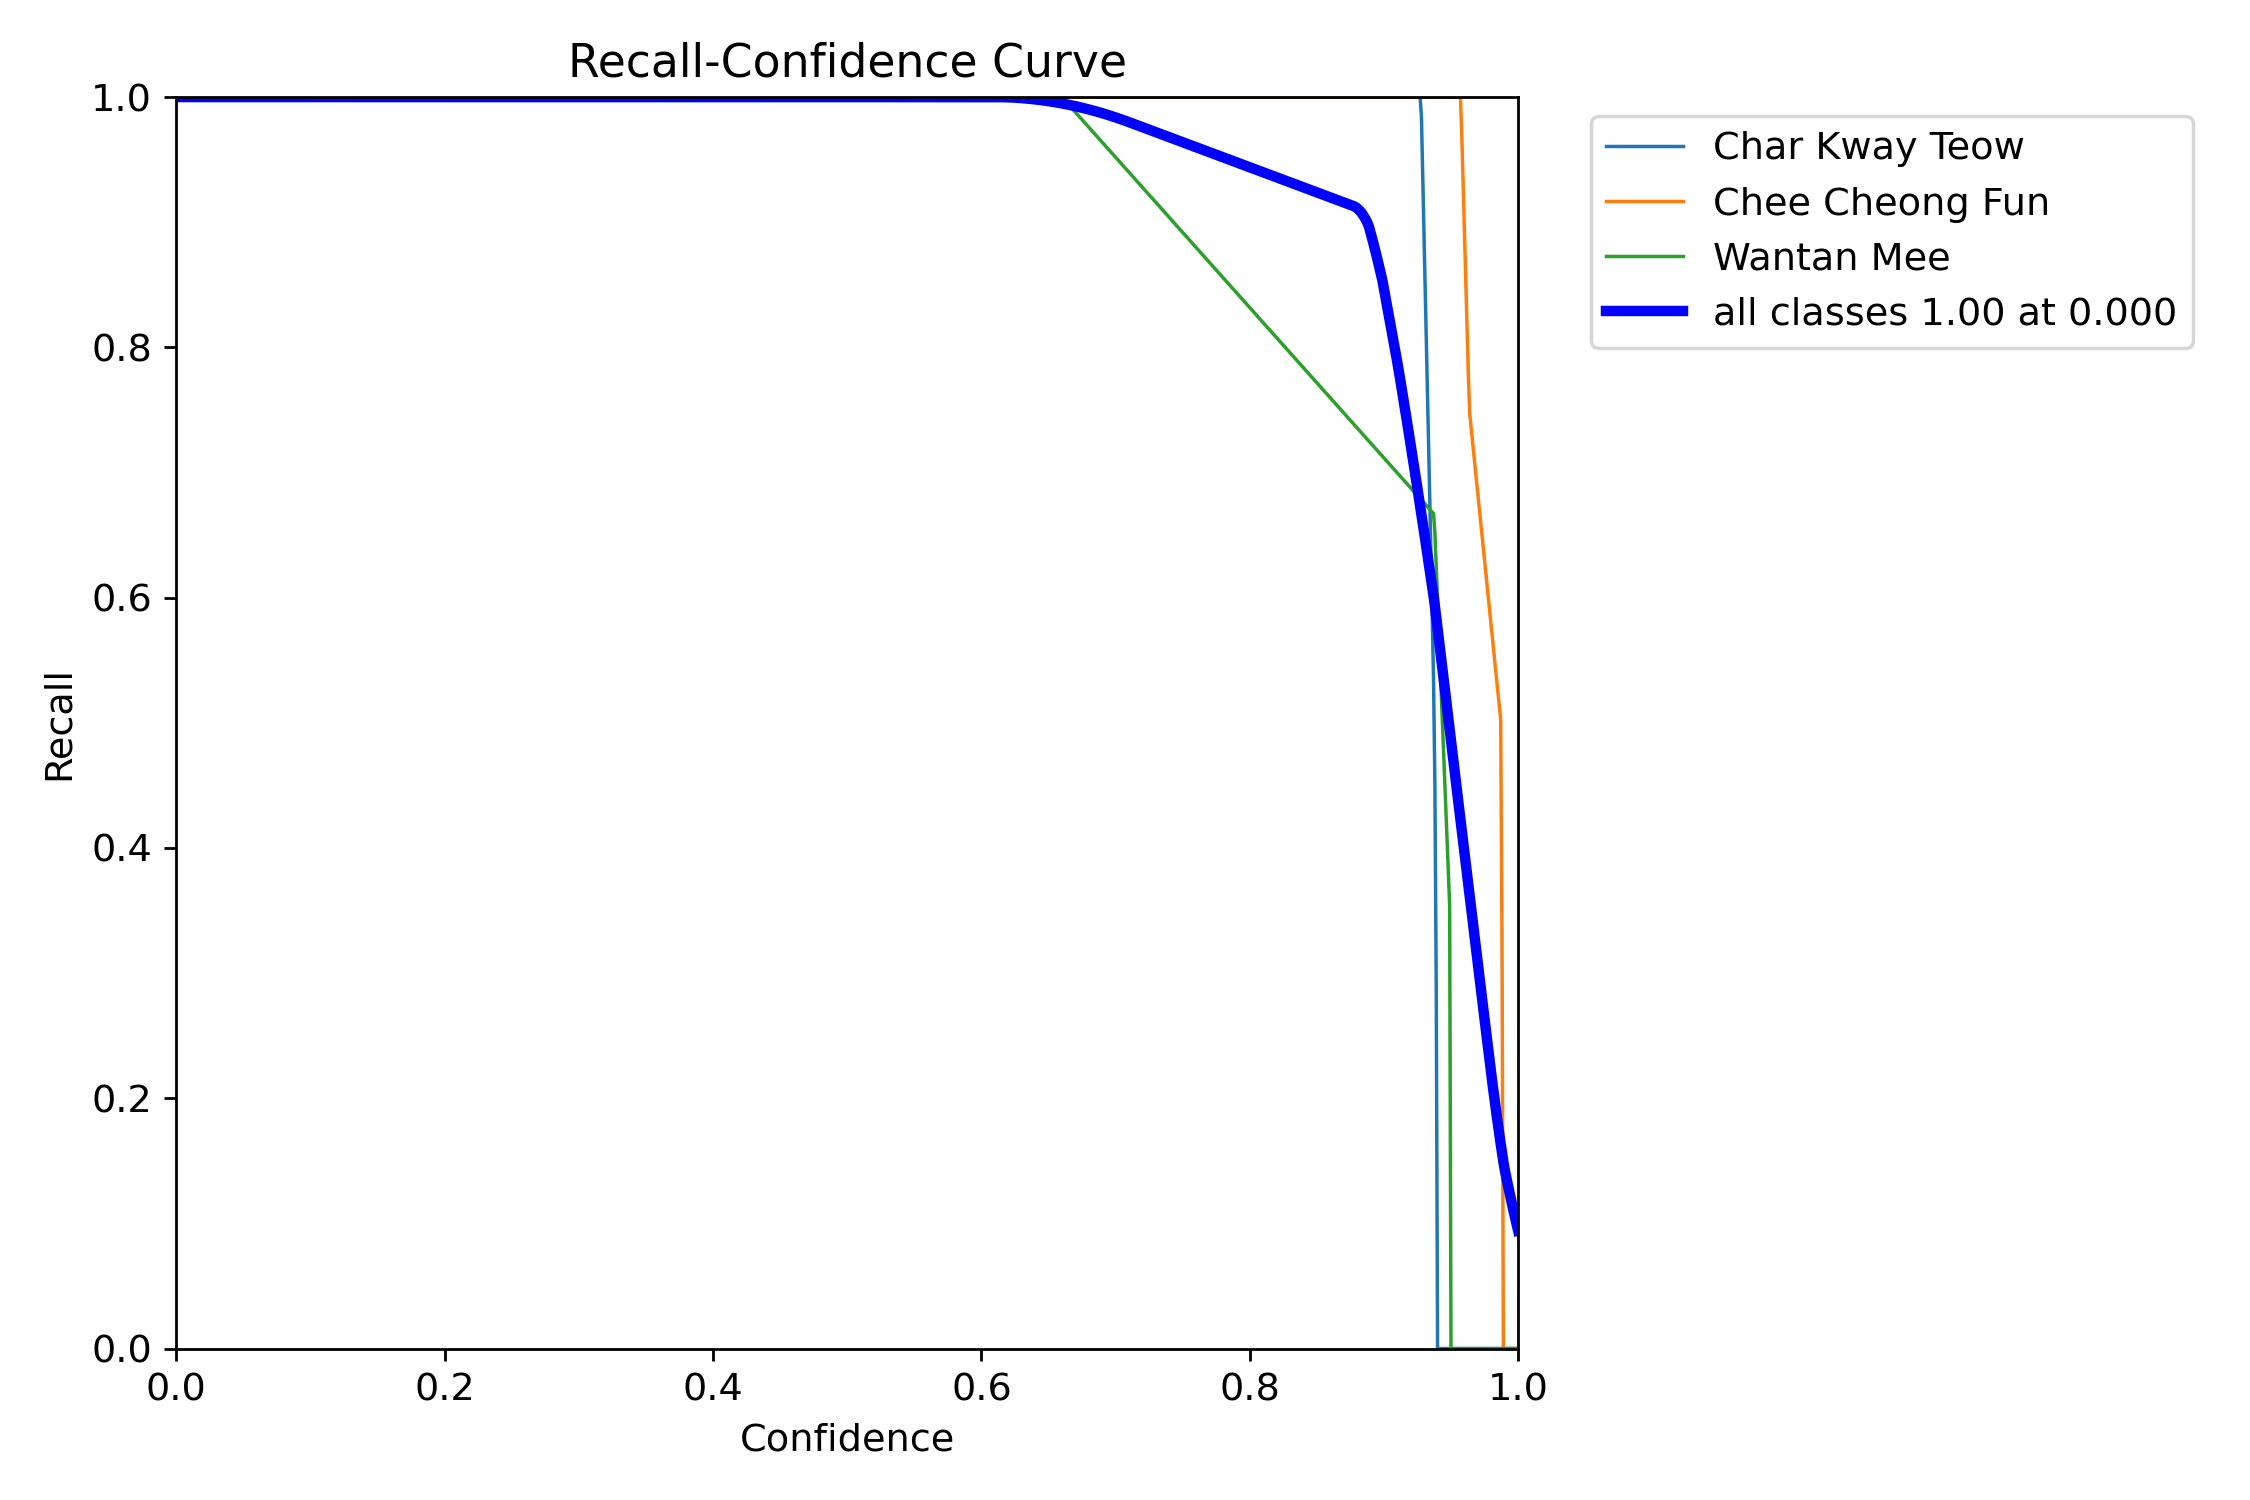 Recall-Confidence Curve
1.0
0.8
0.6
0.4
0.2
0.0
Recall
0.0 0.2 0.4 0.6 0.8 1.0
Confidence
Char Kway Teow
Chee Cheong Fun
Wantan Mee
all classes 1.00 at 0.000